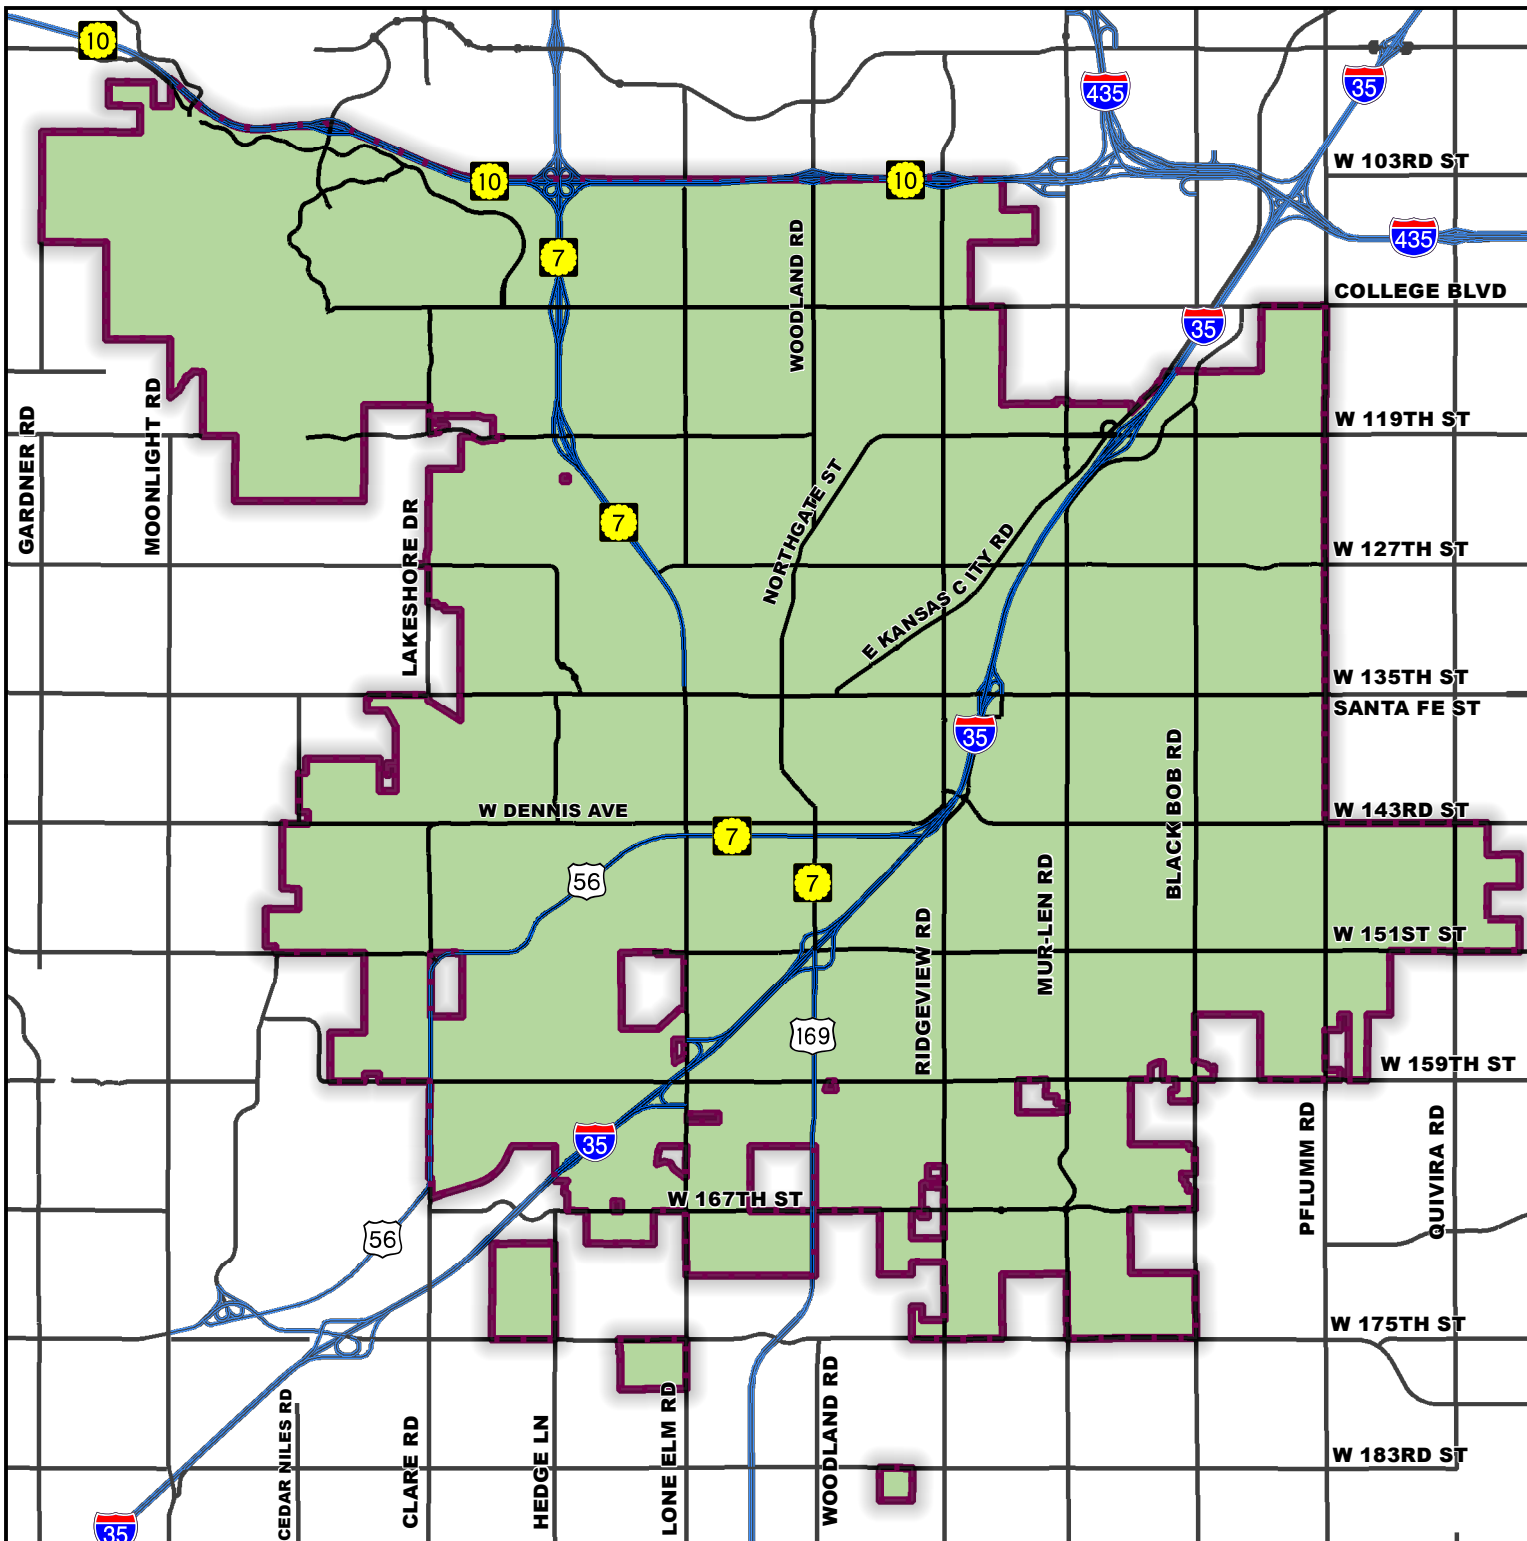 10
435
35
W 103RD ST
10
10
435
7
WOODLAND RD
COLLEGE BLVD
35
GARDNER RD
MOONLIGHT RD
W 119TH ST
LAKESHORE DR
7
NORTHGATE ST
E KANSAS C ITY RD
W 127TH ST
W 135TH ST
SANTA FE ST
35
BLACK BOB RD
W DENNIS AVE
7
W 143RD ST
56
7
MUR-LEN RD
RIDGEVIEW RD
W 151ST ST
169
W 159TH ST
35
PFLUMM RD
QUIVIRA RD
W 167TH ST
56
W 175TH ST
CEDAR NILES RD
CLARE RD
HEDGE LN
LONE ELM RD
WOODLAND RD
W 183RD ST
35